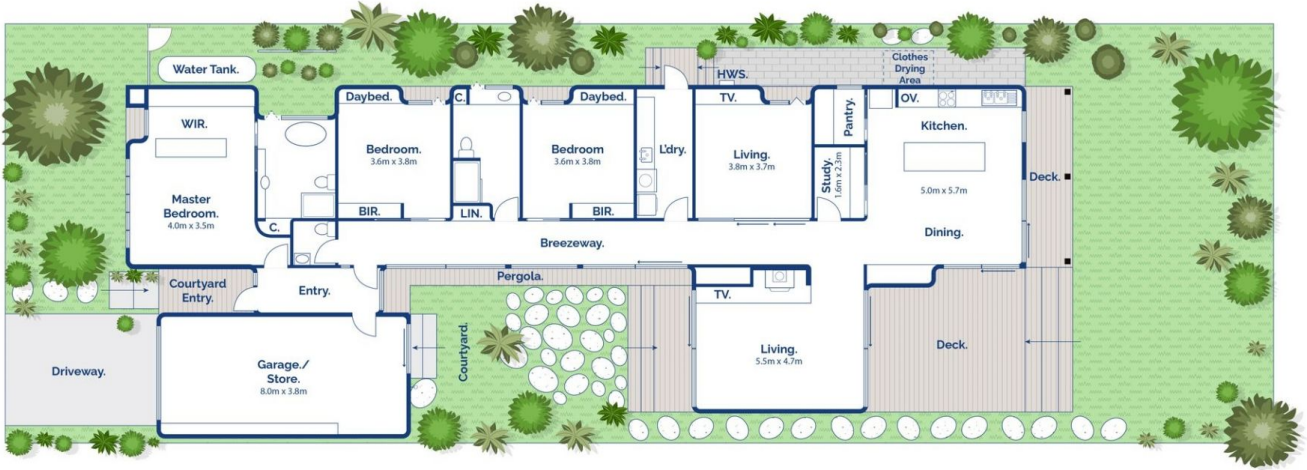 Water Tank.
HWS.
Clothes
Drying
Area
WIR.
Daybed.
C.
Daybed.
TV.
Pantry.
OV.
Kitchen.
Master
Bedroom.
4.0m x 3.5m
Bedroom.
3.6m x 3.8m
Bedroom
3.6m x 3.8m
L'dry.
Living.
3.8m x 3.7m
Study.
1.6m x 2.3m
5.0m x 5.7m
Deck.
BIR.
LIN.
BIR.
C.
Breezeway.
Dining.
Courtyard
Entry.
Entry.
Pergola.
TV.
Driveway.
Garage./
Store.
8.0m x 3.8m
Courtyard.
Living.
5.5m x 4.7m
Deck.